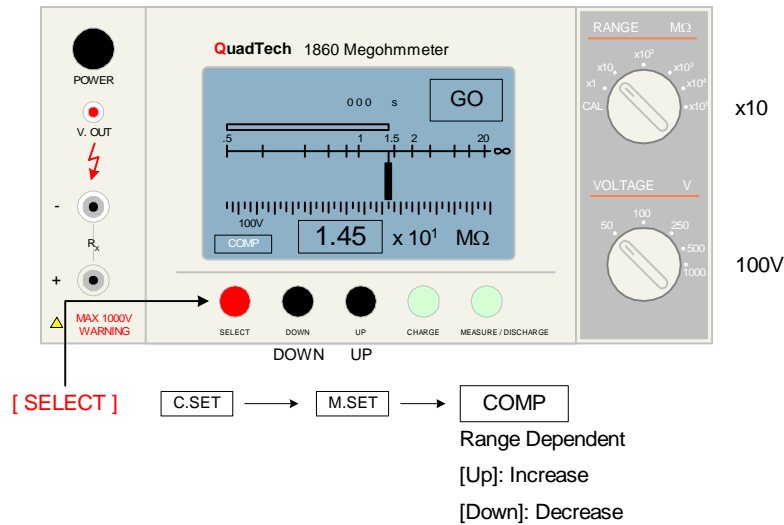 QuadTech 1860 Megohmmeter
POWER
V. OUT
-
Rx
+
MAX 1000V
WARNING
000 s
GO
.5 1 1.5 2 20 ∞
100V
COMP
1.45 x 10¹ MΩ
SELECT
DOWN
UP
CHARGE
MEASURE / DISCHARGE
DOWN
UP
RANGE MΩ
CAL
x1
x10
x10²
x10³
x10⁴
x10⁵
x10
VOLTAGE V
50
100
250
500
1000
100V
[ SELECT ]
C.SET
M.SET
COMP
Range Dependent
[Up]: Increase
[Down]: Decrease